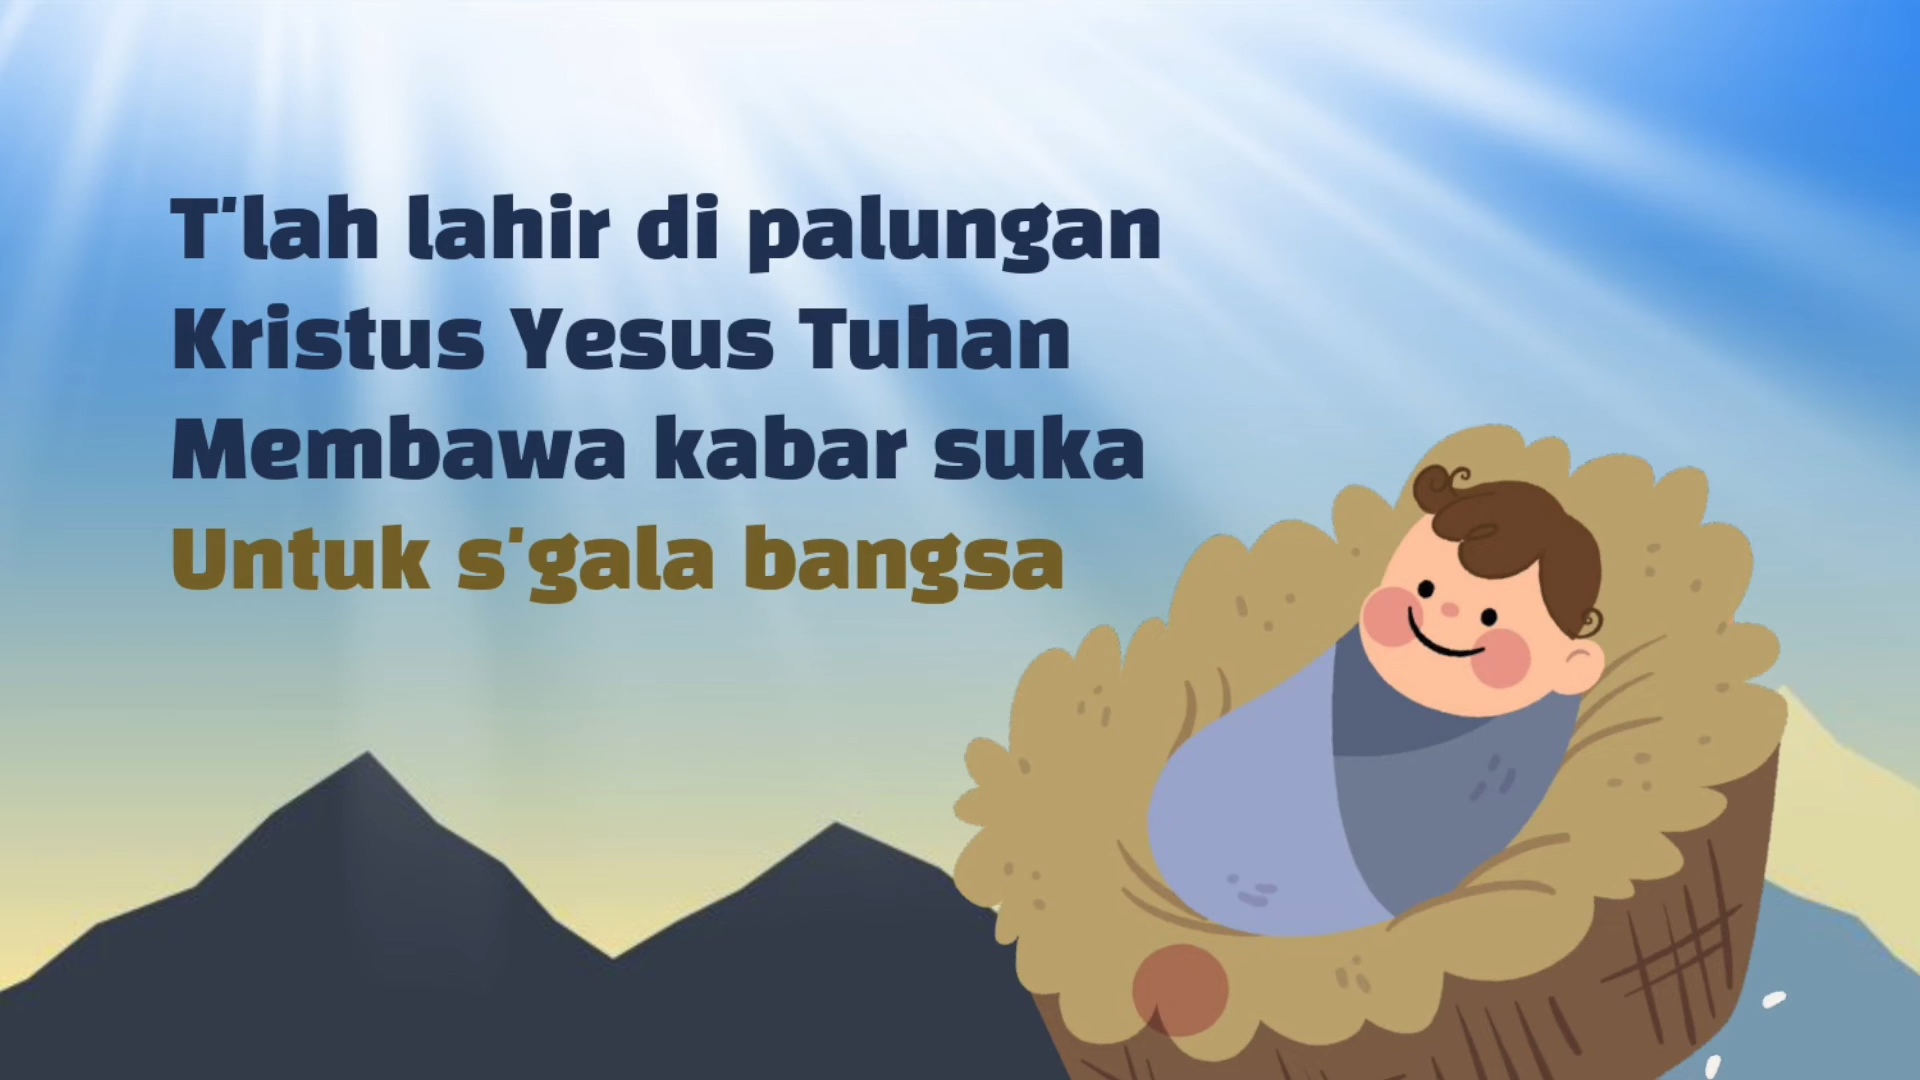 T'lah lahir di palungan
Kristus Yesus Tuhan
Membawa kabar suka
Untuk s'gala bangsa